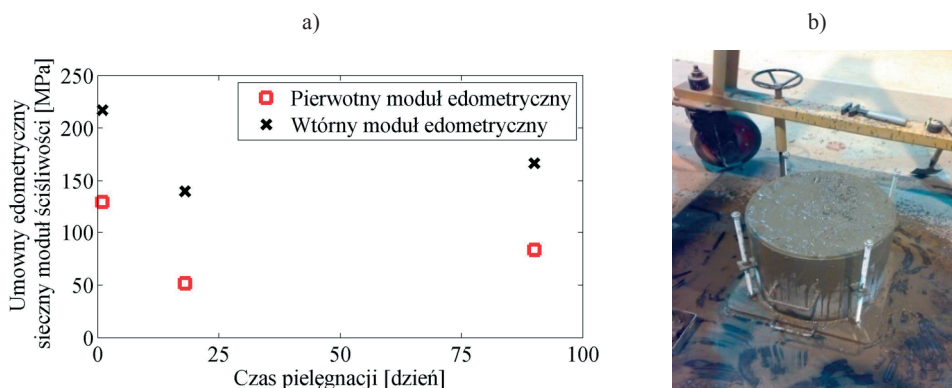 a)
b)
Umowny edometryczny
sieczny moduł ściśliwości [MPa]
250
200
150
100
50
0
Pierwotny moduł edometryczny
Wtórny moduł edometryczny
0
25
50
75
100
Czas pielęgnacji [dzień]